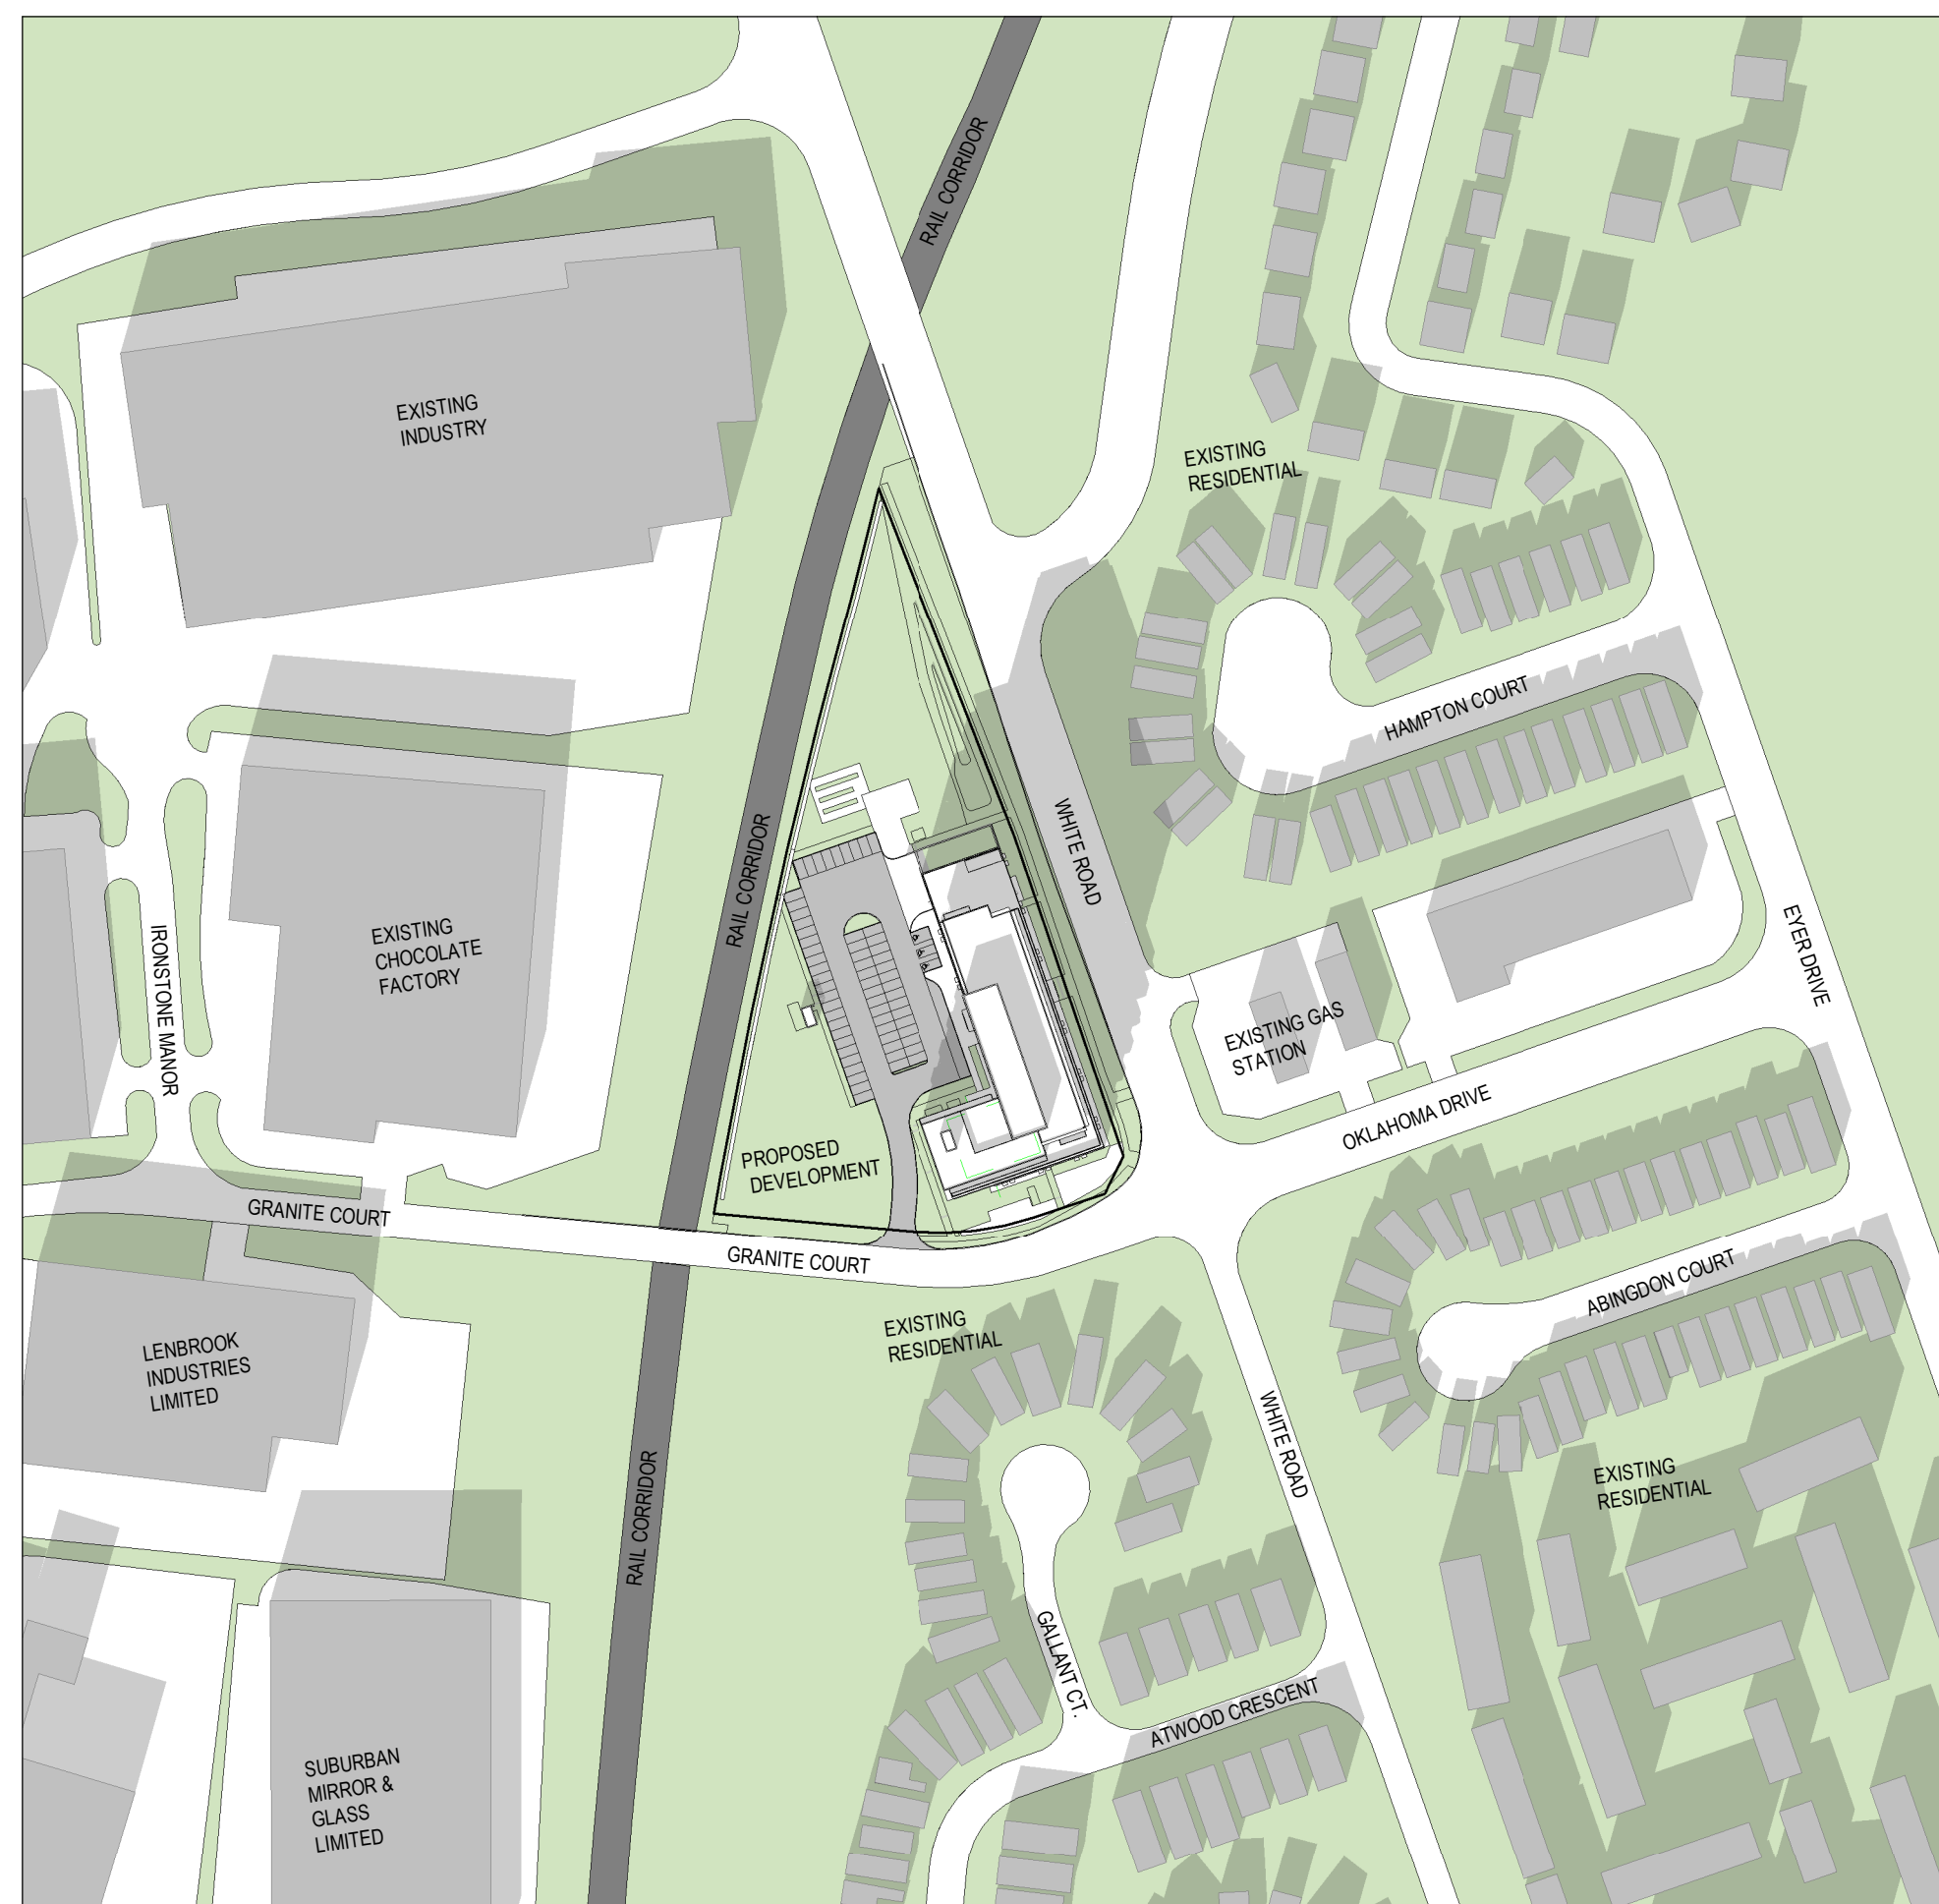 RAIL CORRIDOR
EXISTING
INDUSTRY
EXISTING
RESIDENTIAL
HAMPTON COURT
WHITE ROAD
RAIL CORRIDOR
EXISTING
CHOCOLATE
FACTORY
IRONSTONE MANOR
EYER DRIVE
EXISTING GAS
STATION
OKLAHOMA DRIVE
PROPOSED
DEVELOPMENT
GRANITE COURT
GRANITE COURT
ABINGDON COURT
EXISTING
RESIDENTIAL
LENBROOK
INDUSTRIES
LIMITED
WHITE ROAD
EXISTING
RESIDENTIAL
RAIL CORRIDOR
GALLANT CT.
ATWOOD CRESCENT
SUBURBAN
MIRROR &
GLASS
LIMITED